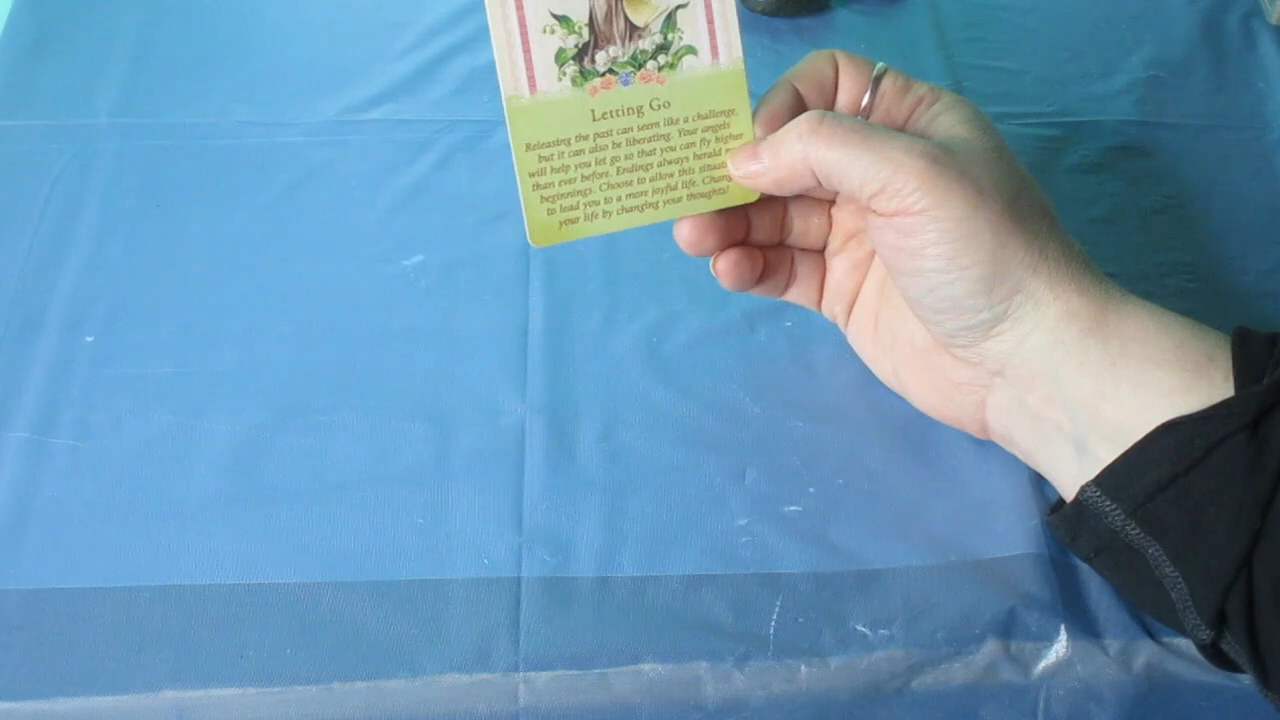 Letting Go
Releasing the past can seem like a challenge,
but it can also be liberating. Your angels
will help you let go so that you can fly higher
than ever before. Endings always herald
beginnings. Choose to allow this
to lead you to a more joyful life.
your life by changing your thoughts!